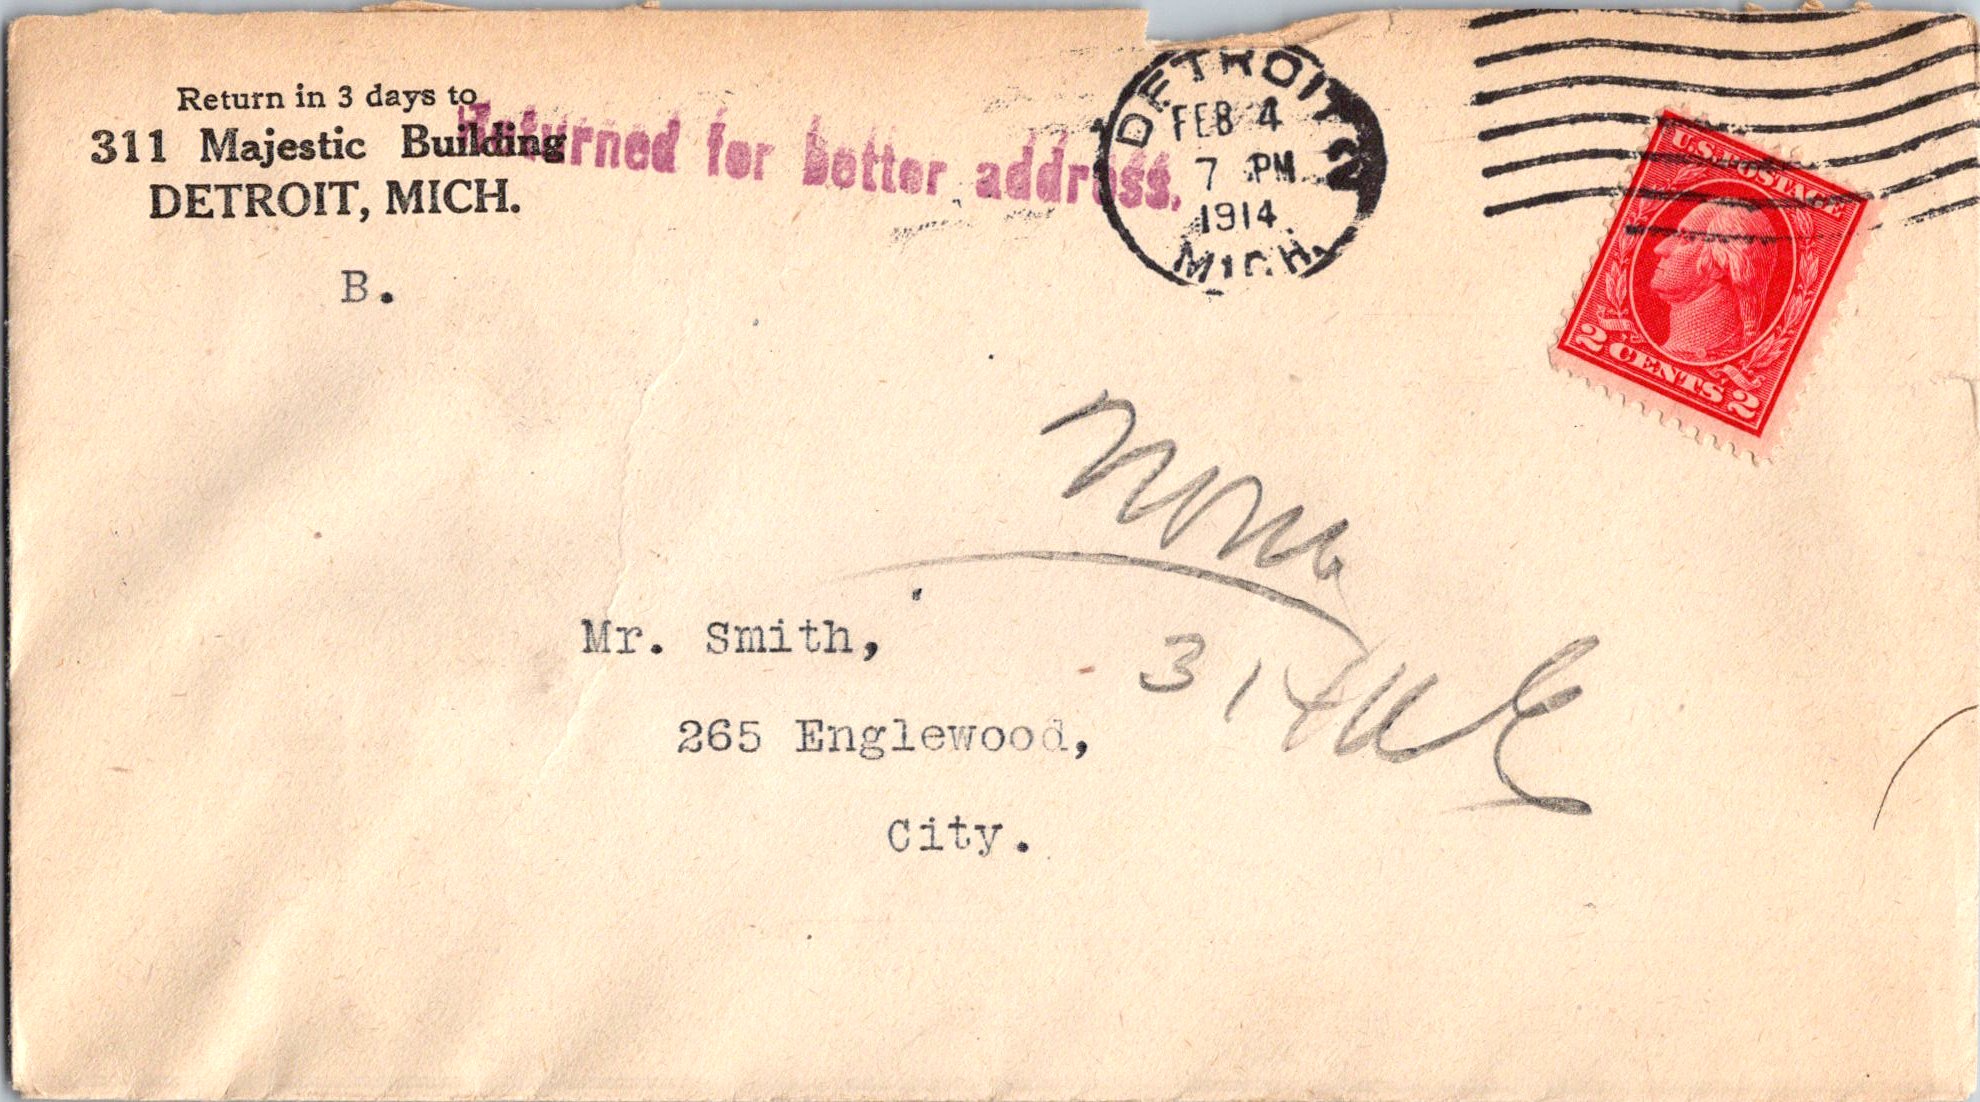 Return in 3 days to
311 Majestic Building
DETROIT, MICH.
B.
Returned for better address.
DETROIT 2
FEB 4
7 PM
1914
MICH.
U.S. POSTAGE
2 CENTS 2
Mr. Smith,
265 Englewood,
City.
314